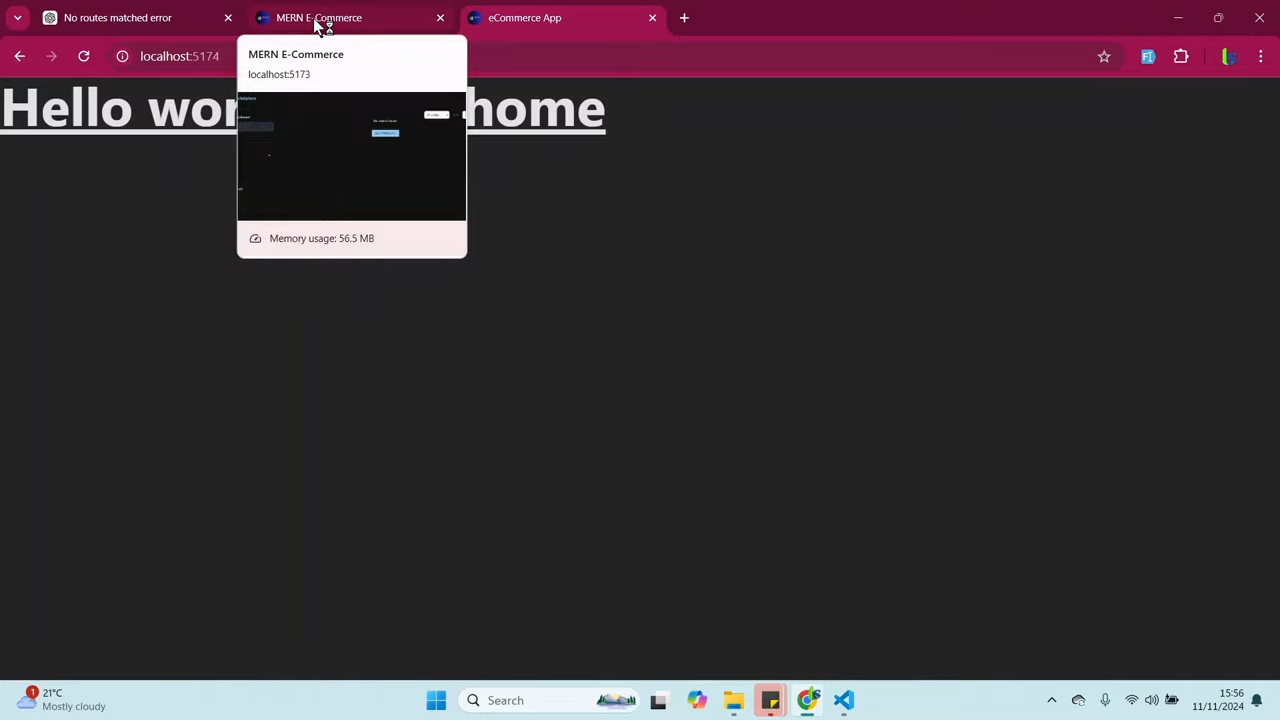 No routes matched error
MERN E-Commerce
eCommerce App
localhost:5174
MERN E-Commerce
localhost:5173
Hello wor home
Memory usage: 56.5 MB
1
21°C
Mostly cloudy
Search
15:56
11/11/2024